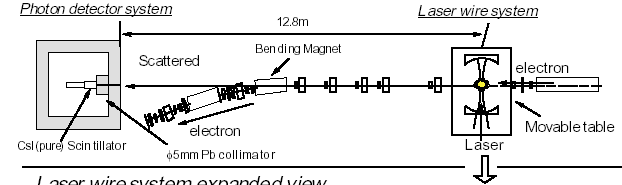 Photon detector system
Laser wire system
12.8m
Bending Magnet
Scattered
electron
electron
CsI(pure) Scintillator
ϕ5mm Pb collimator
Movable table
Laser
Laser wire system expanded view